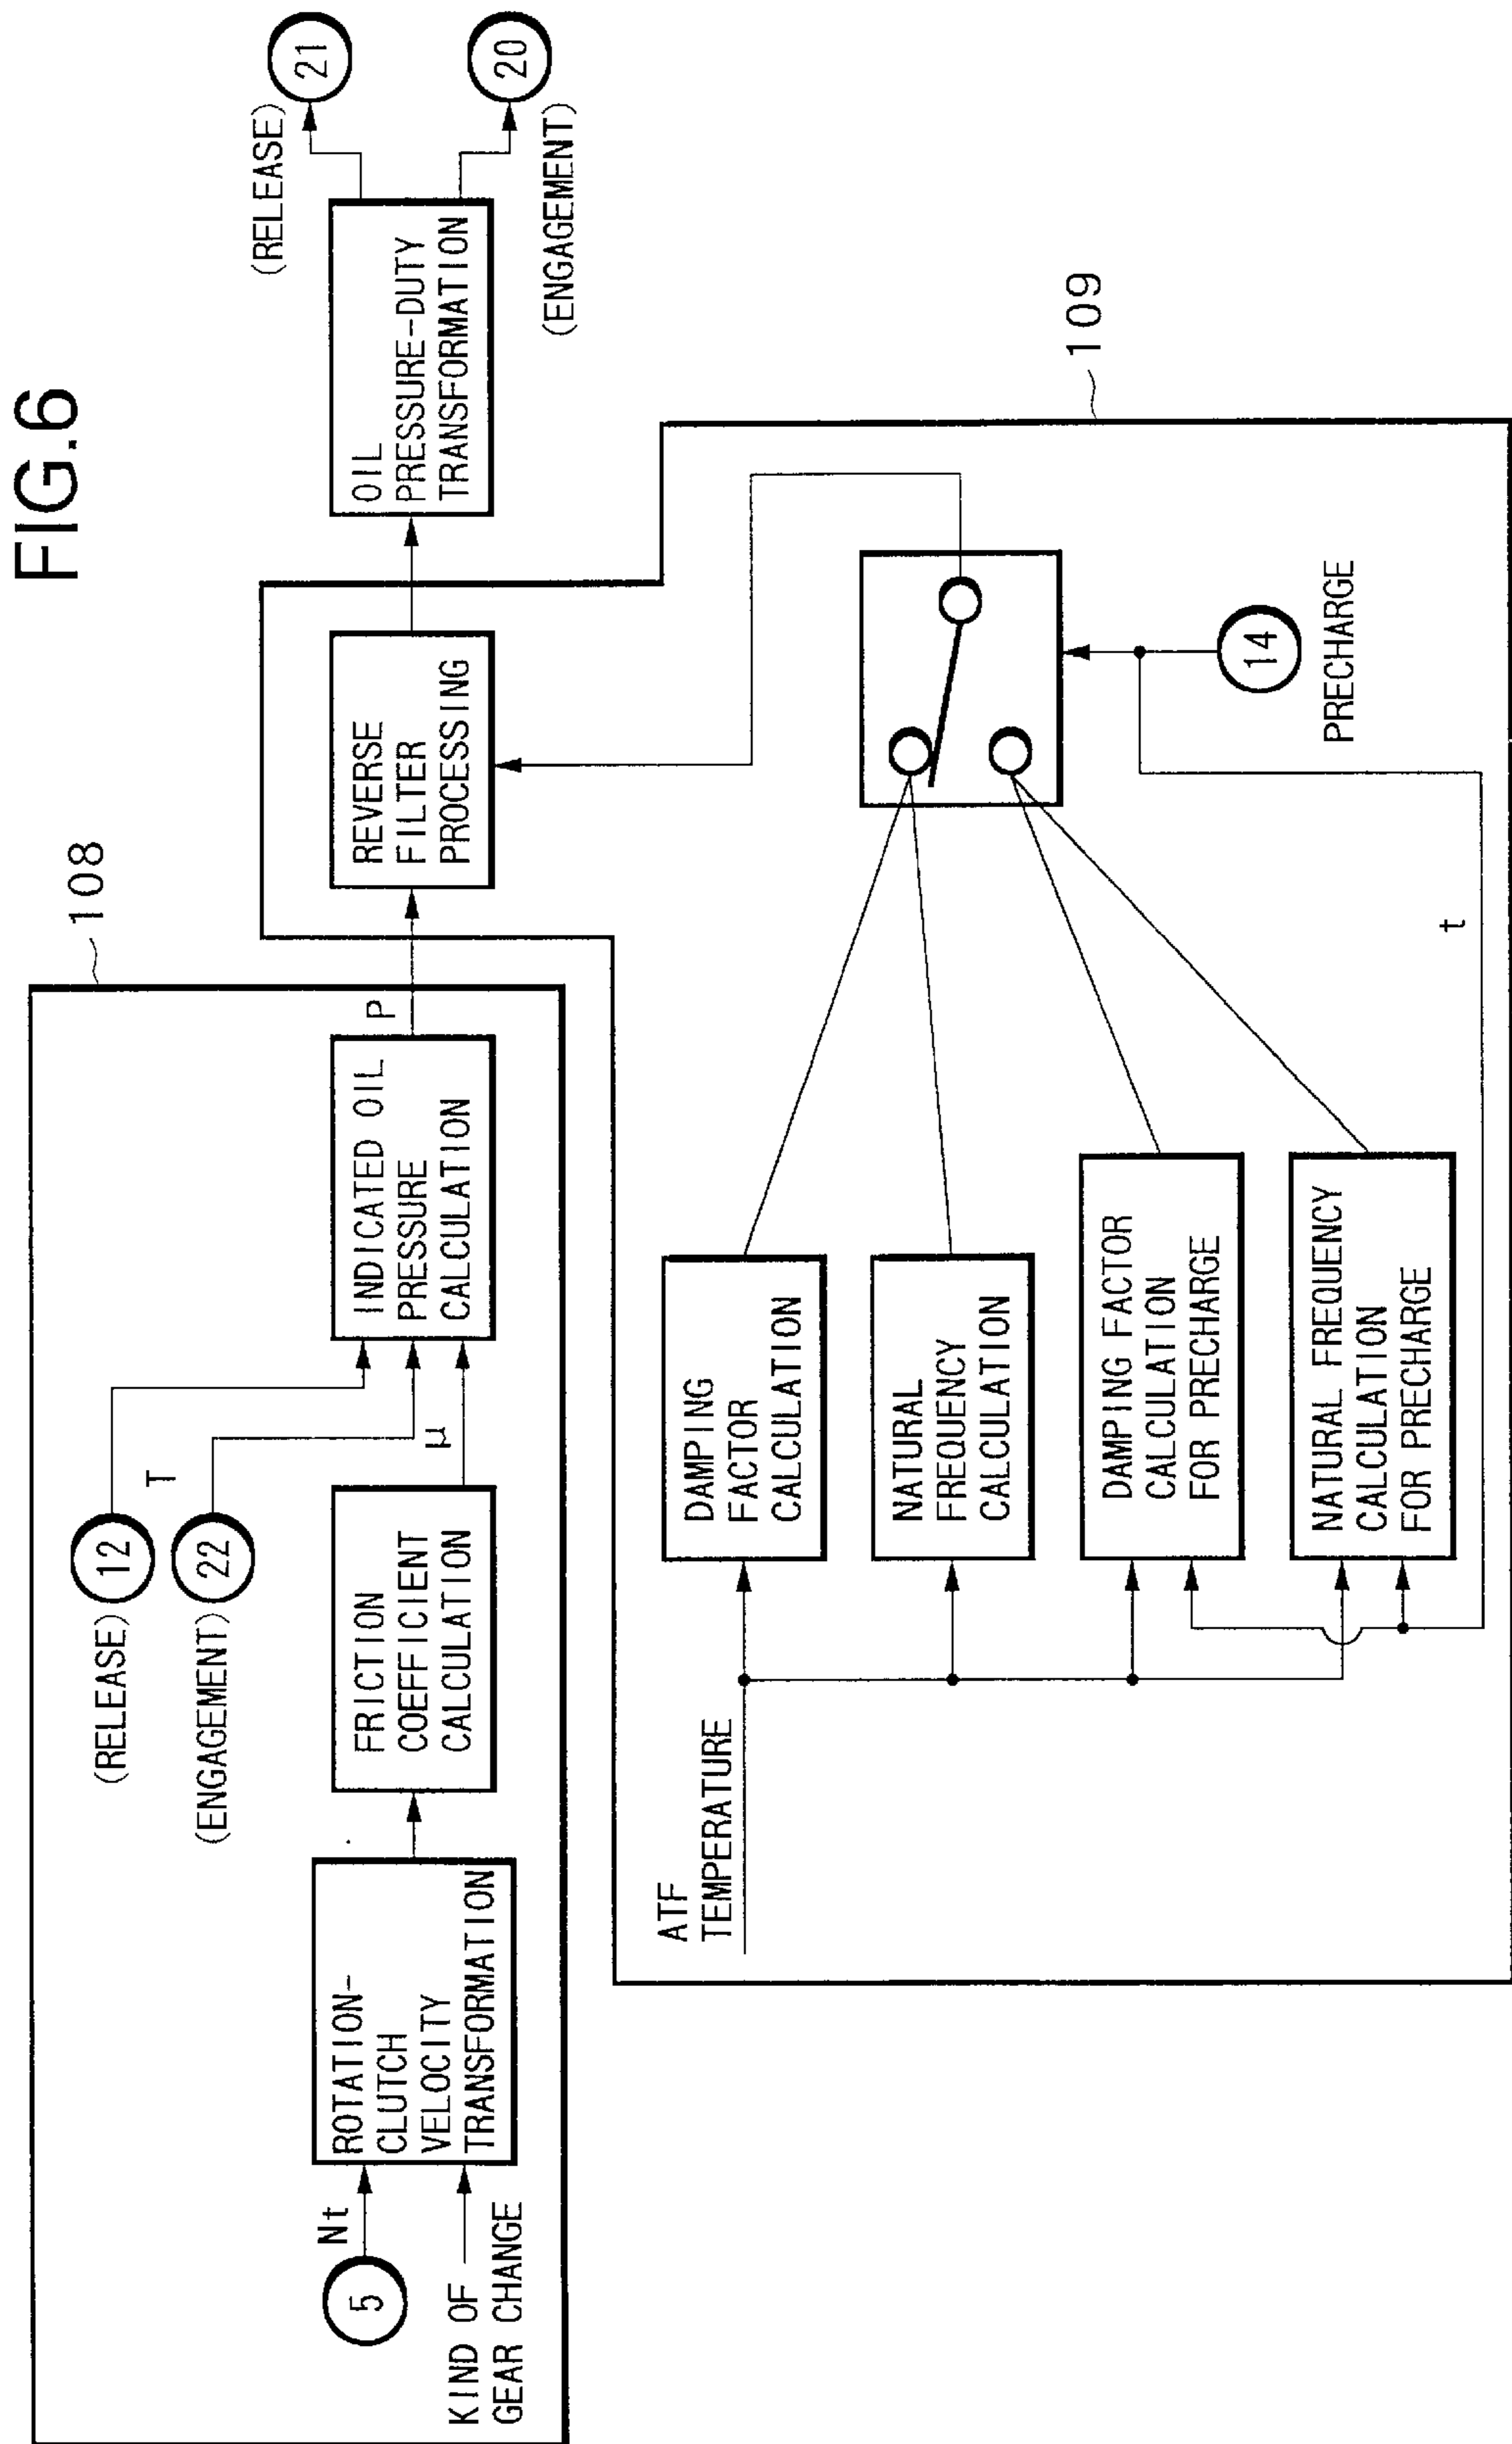 FIG.6
108
(RELEASE) 12
T
(ENGAGEMENT) 22
5
Nt
KIND OF
GEAR CHANGE
ROTATION-
CLUTCH
VELOCITY
TRANSFORMATION
FRICTION
COEFFICIENT
CALCULATION
μ
INDICATED OIL
PRESSURE
CALCULATION
P
REVERSE
FILTER
PROCESSING
OIL
PRESSURE-DUTY
TRANSFORMATION
(RELEASE)
21
20
(ENGAGEMENT)
109
ATF
TEMPERATURE
DAMPING
FACTOR
CALCULATION
NATURAL
FREQUENCY
CALCULATION
DAMPING FACTOR
CALCULATION
FOR PRECHARGE
NATURAL FREQUENCY
CALCULATION
FOR PRECHARGE
14
PRECHARGE
t